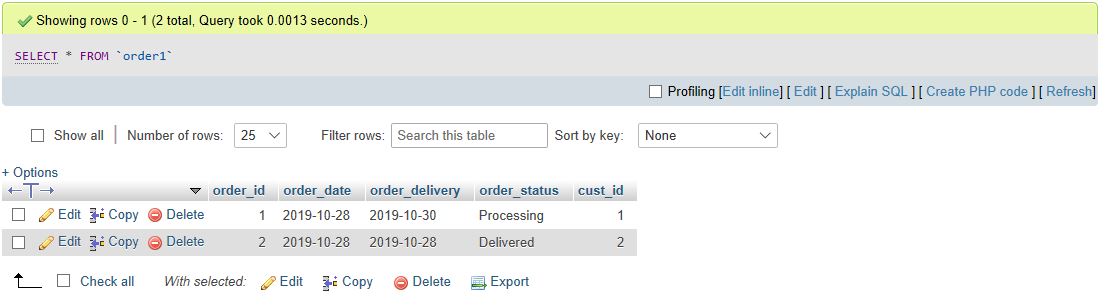 Showing rows 0 - 1 (2 total, Query took 0.0013 seconds.)
SELECT * FROM `order1`
Profiling [Edit inline] [ Edit ] [ Explain SQL ] [ Create PHP code ] [ Refresh]
Show all | Number of rows: 25 Filter rows: Search this table Sort by key: None
+ Options
←T→ order_id order_date order_delivery order_status cust_id
Edit Copy Delete 1 2019-10-28 2019-10-30 Processing 1
Edit Copy Delete 2 2019-10-28 2019-10-28 Delivered 2
Check all With selected: Edit Copy Delete Export